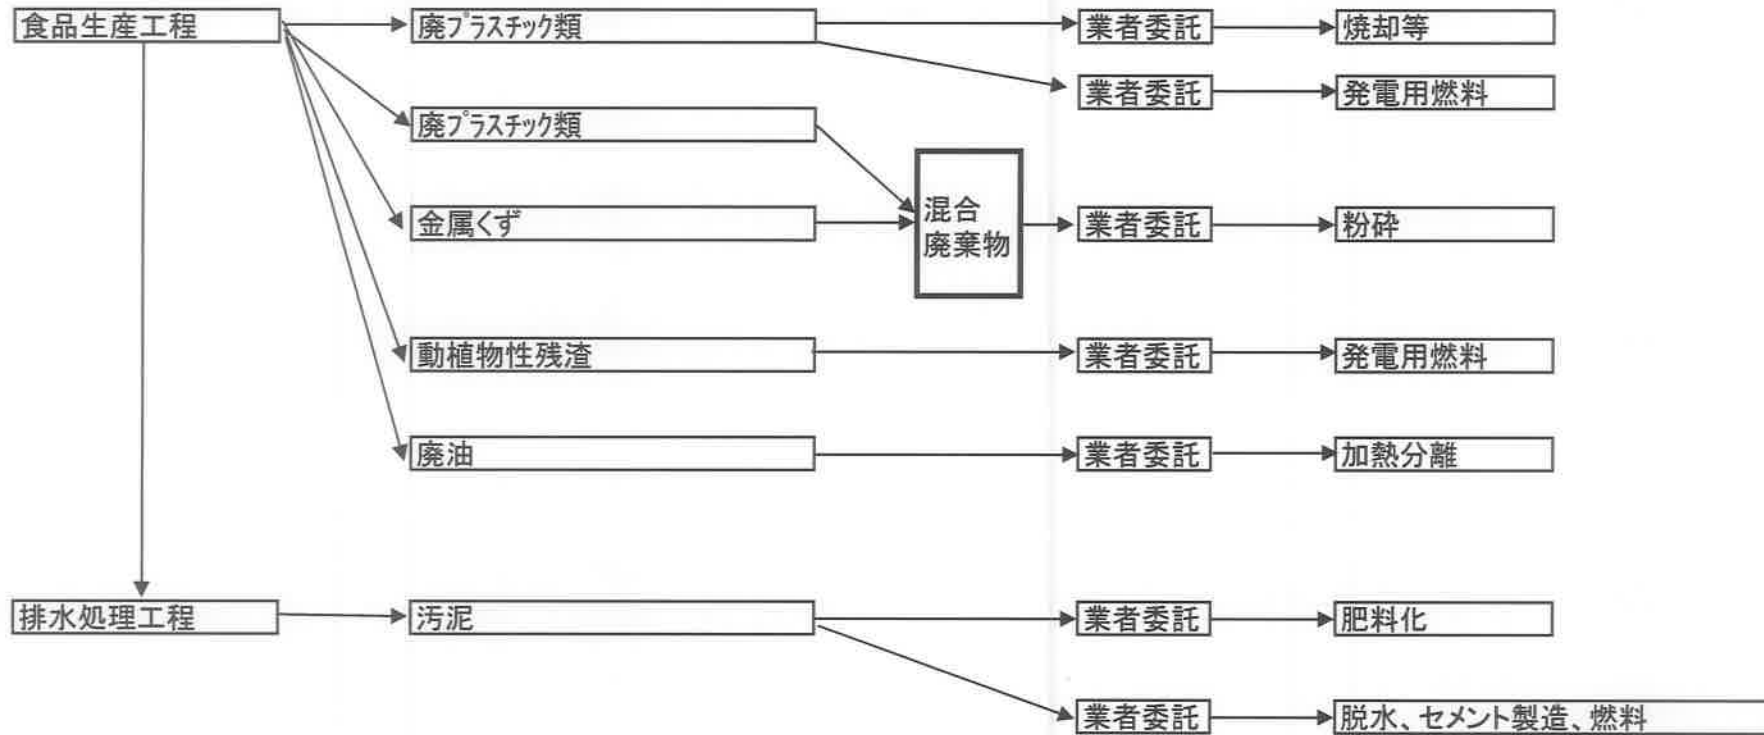 食品生産工程
廃プラスチック類
業者委託
焼却等
業者委託
発電用燃料
廃プラスチック類
金属くず
混合
廃棄物
業者委託
粉砕
動植物性残渣
業者委託
発電用燃料
廃油
業者委託
加熱分離
排水処理工程
汚泥
業者委託
肥料化
業者委託
脱水、セメント製造、燃料